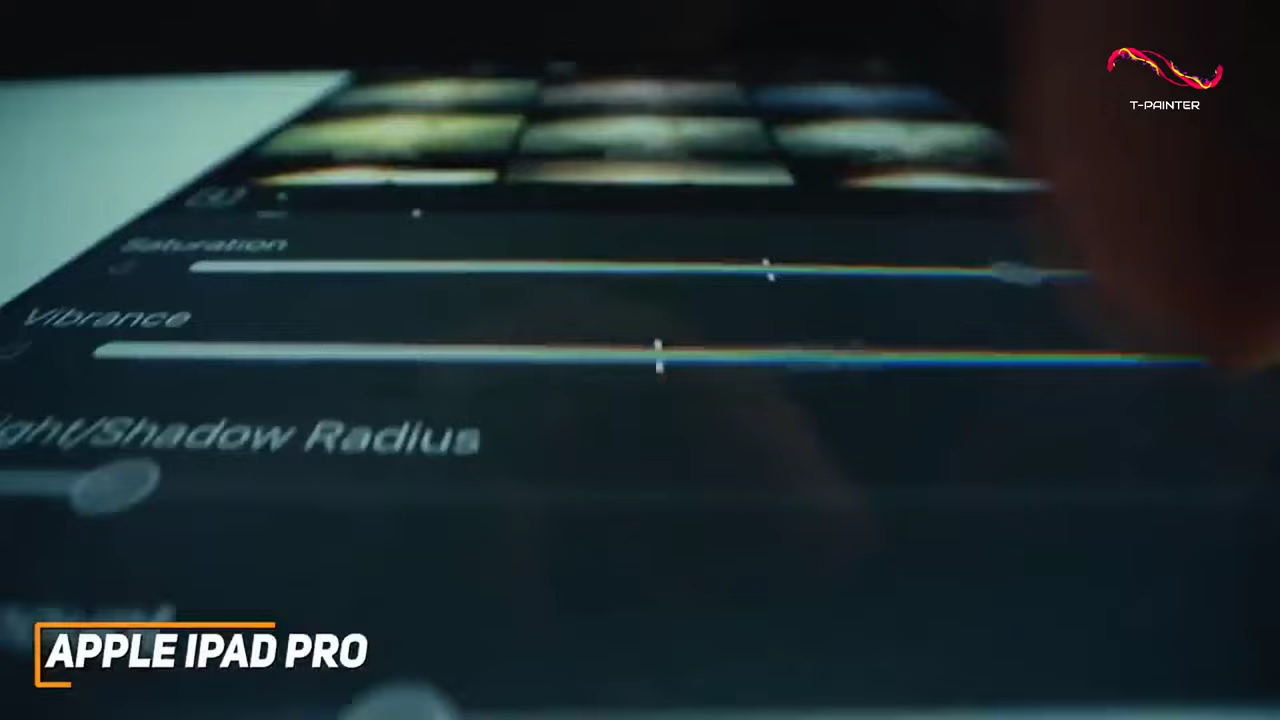 T-PAINTER
Saturation
Vibrance
ight/Shadow Radius
APPLE IPAD PRO